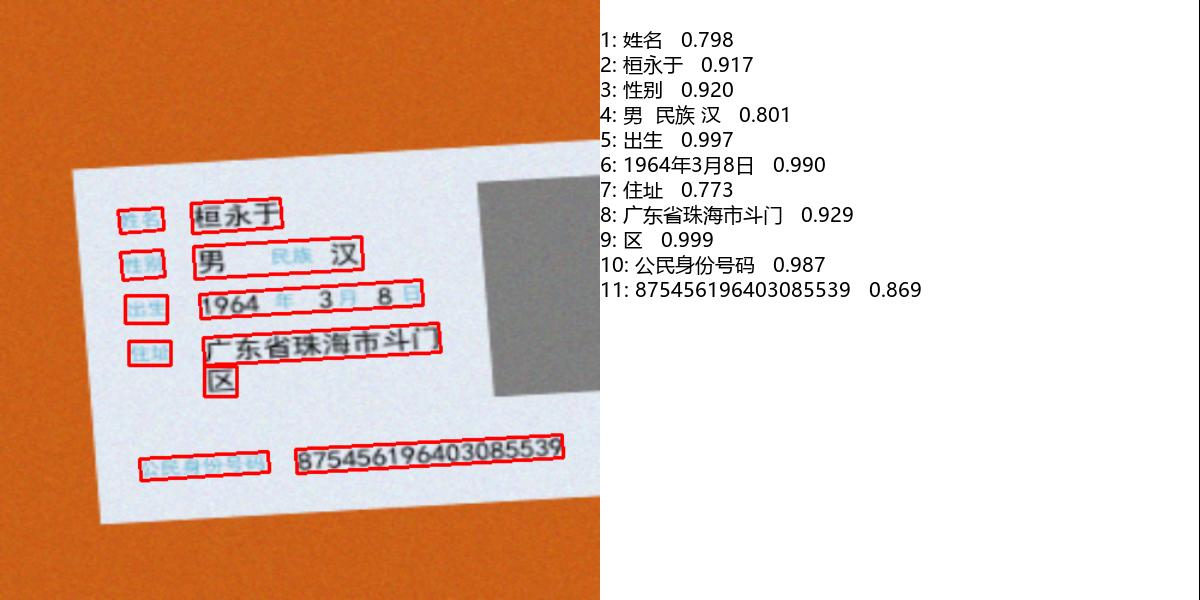 姓名 桓永于
性别 男 民族 汉
出生 1964 年 3 月 8 日
住址 广东省珠海市斗门
区
公民身份号码 875456196403085539
1: 姓名 0.798
2: 桓永于 0.917
3: 性别 0.920
4: 男 民族 汉 0.801
5: 出生 0.997
6: 1964年3月8日 0.990
7: 住址 0.773
8: 广东省珠海市斗门 0.929
9: 区 0.999
10: 公民身份号码 0.987
11: 875456196403085539 0.869